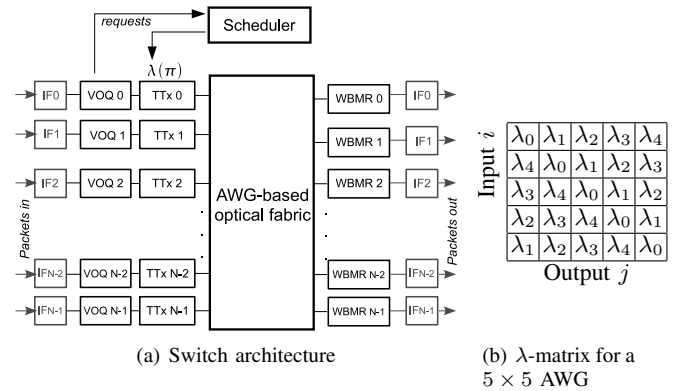 requests
Scheduler
λ(π)
IF0 VOQ 0 TTx 0 WBMR 0 IF0
IF1 VOQ 1 TTx 1 WBMR 1 IF1
IF2 VOQ 2 TTx 2 WBMR 2 IF2
AWG-based
optical fabric
Packets in
Packets out
IFN-2 VOQ N-2 TTx N-2 WBMR N-2 IFN-2
IFN-1 VOQ N-1 TTx N-1 WBMR N-1 IFN-1
(a) Switch architecture
Input i
λ0 λ1 λ2 λ3 λ4
λ4 λ0 λ1 λ2 λ3
λ3 λ4 λ0 λ1 λ2
λ2 λ3 λ4 λ0 λ1
λ1 λ2 λ3 λ4 λ0
Output j
(b) λ-matrix for a
5 × 5 AWG